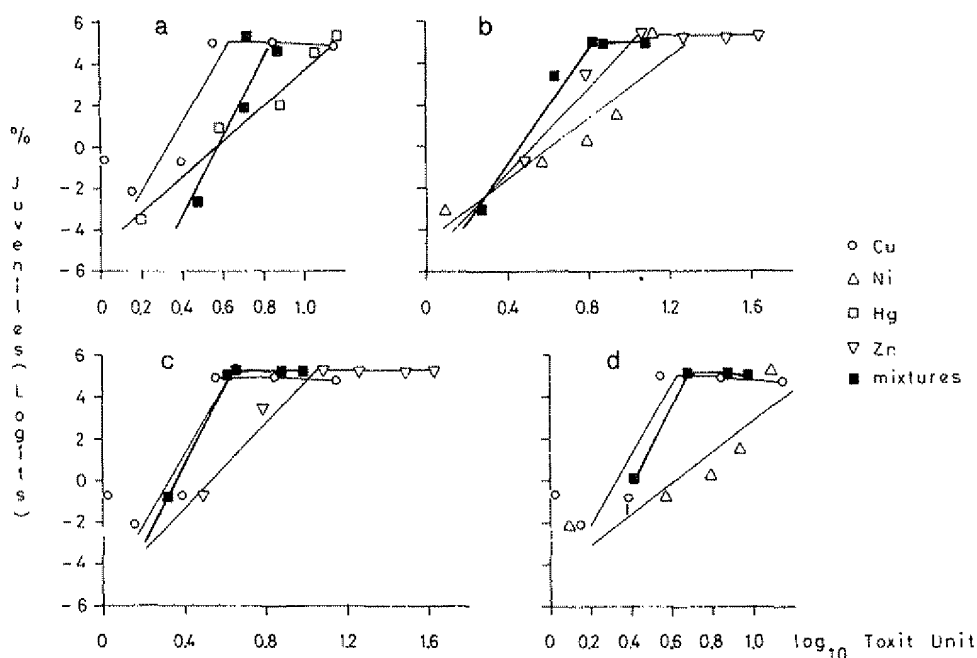 a
b
6
4
2
0
−2
−4
−6
0 0,2 0.4 0.6 0.8 1.0
0 0.4 0.8 1.2 1.6
% Juveniles (Logits)
Cu
Ni
Hg
Zn
mixtures
c
d
6
4
2
0
−2
−4
−6
0 0.4 0.8 1.2 1.6
0 0.2 0.4 0.6 0.8 1.0
log10 Toxit Unit